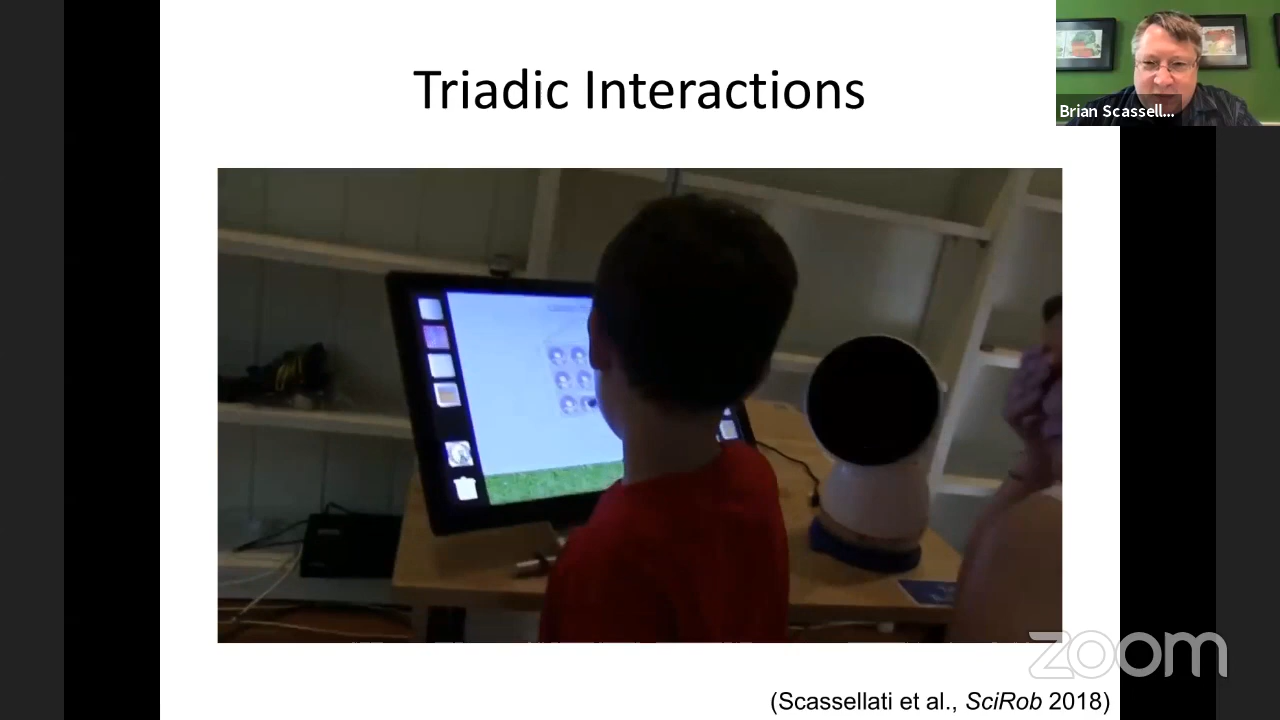 Triadic Interactions
Brian Scassell...
zoom
(Scassellati et al., SciRob 2018)